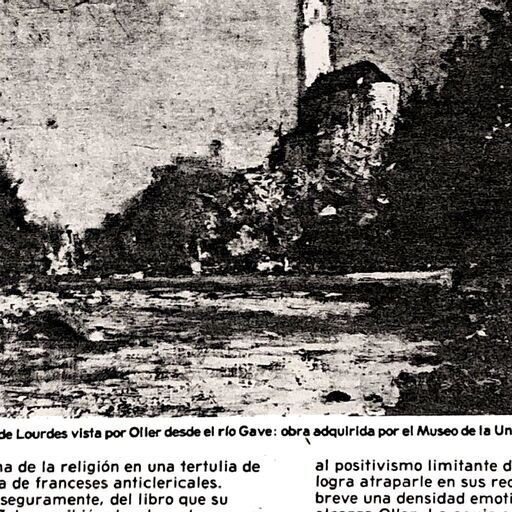 de Lourdes vista por Oller desde el río Gave: obra adquirida por el Museo de la Un
na de la religión en una tertulia de
a de franceses anticlericales.
seguramente, del libro que su
al positivismo limitante d
logra atraparle en sus red
breve una densidad emoti